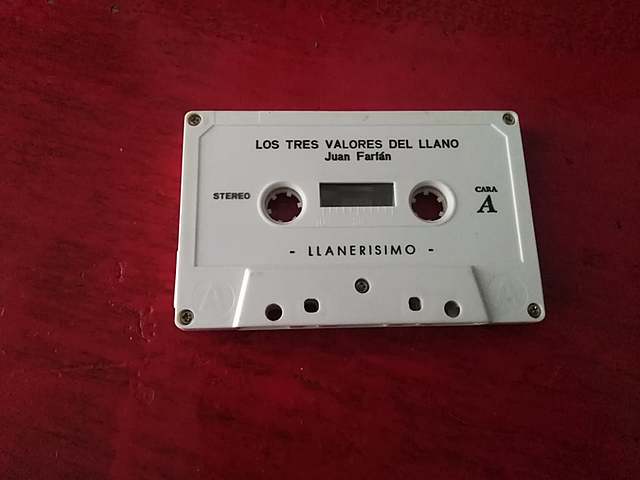 LOS TRES VALORES DEL LLANO
Juan Farfán
STEREO
CARA
A
- LLANERISIMO -
A
A